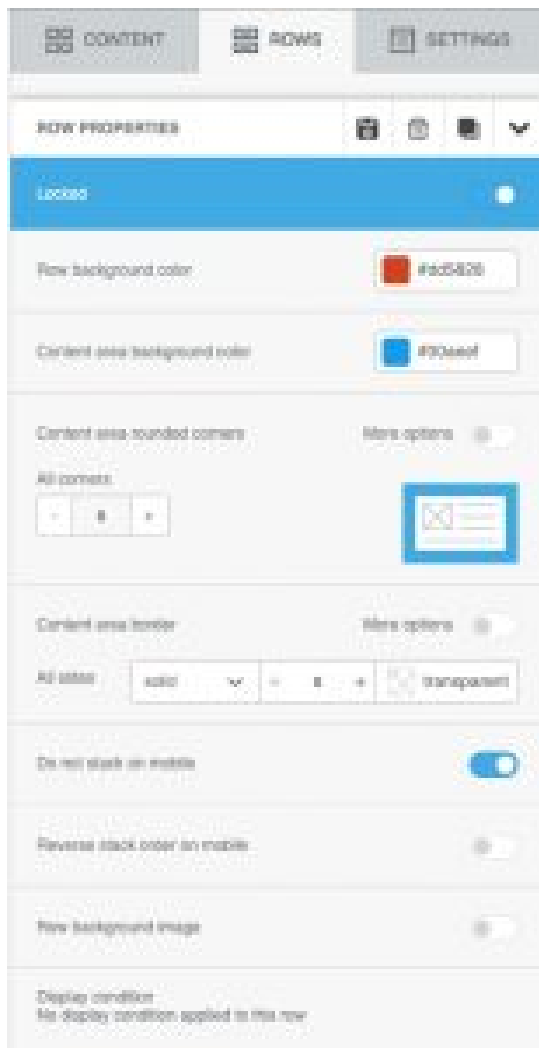 CONTENT
ROWS
SETTINGS
ROW PROPERTIES
Locked
Row background color
Content area background color
Content area rounded corners
More options
All corners
-
+
Content area border
More options
All sides
solid
-
+
transparent
Do not stack on mobile
Reverse stack order on mobile
Row background image
Display condition
No display condition applied to this row